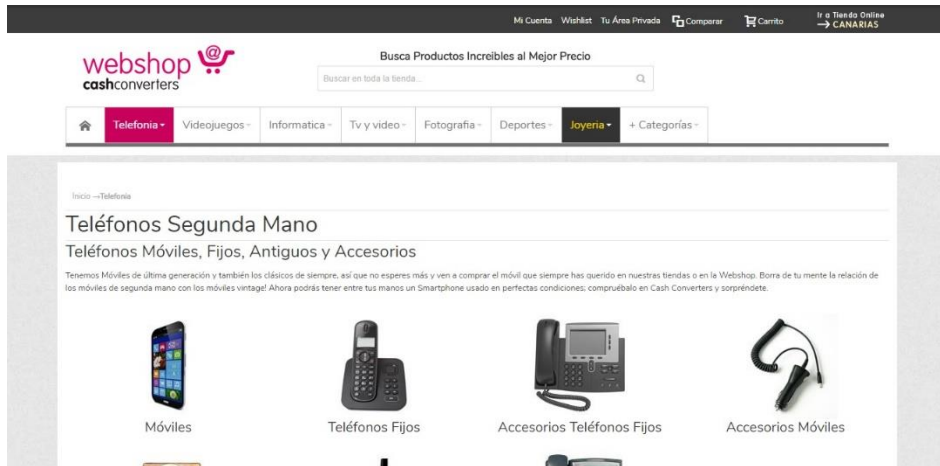 Mi Cuenta Wishlist Tu Área Privada Comparar Carrito Ir a Tienda Online
→ CANARIAS
webshop @
cashconverters
Busca Productos Increibles al Mejor Precio
Buscar en toda la tienda...
Telefonia Videojuegos Informatica Tv y video Fotografia Deportes Joyeria + Categorías
Inicio →Telefonía
Teléfonos Segunda Mano
Teléfonos Móviles, Fijos, Antiguos y Accesorios
Tenemos Móviles de última generación y también los clásicos de siempre, así que no esperes más y ven a comprar el móvil que siempre has querido en nuestras tiendas o en la Webshop. Borra de tu mente la relación de
los móviles de segunda mano con los móviles vintage! Ahora podrás tener entre tus manos un Smartphone usado en perfectas condiciones; compruébalo en Cash Converters y sorpréndete.
Móviles Teléfonos Fijos Accesorios Teléfonos Fijos Accesorios Móviles